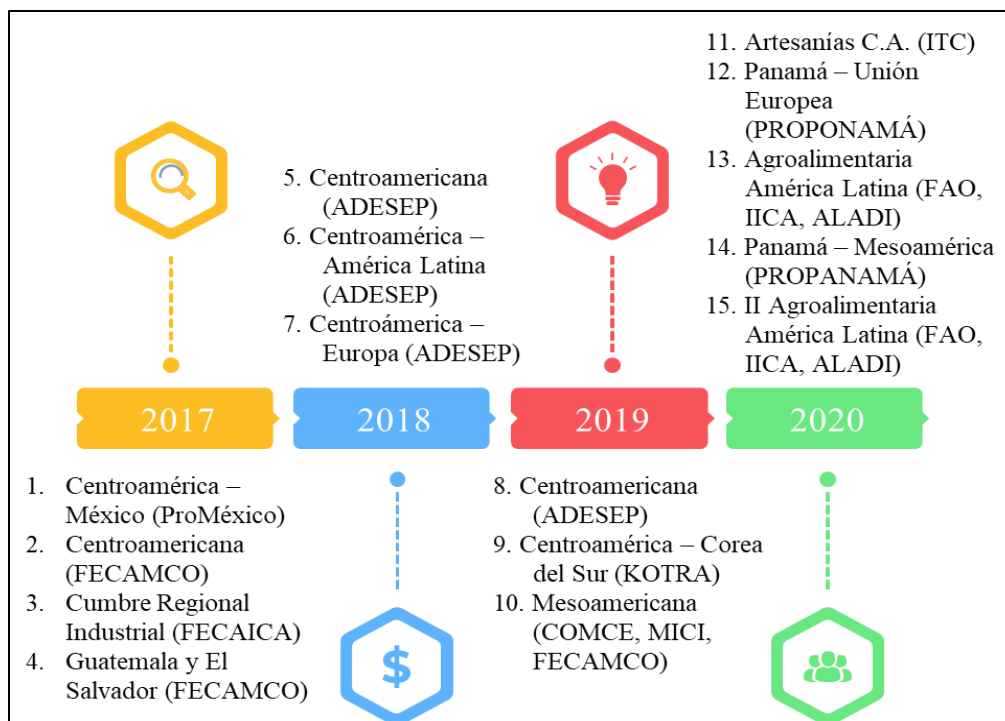 2017
1. Centroamérica –
México (ProMéxico)
2. Centroamericana
(FECAMCO)
3. Cumbre Regional
Industrial (FECAICA)
4. Guatemala y El
Salvador (FECAMCO)
2018
5. Centroamericana
(ADESEP)
6. Centroamérica –
América Latina
(ADESEP)
7. Centroámerica –
Europa (ADESEP)
$
2019
8. Centroamericana
(ADESEP)
9. Centroamérica – Corea
del Sur (KOTRA)
10. Mesoamericana
(COMCE, MICI,
FECAMCO)
2020
11. Artesanías C.A. (ITC)
12. Panamá – Unión
Europea
(PROPONAMÁ)
13. Agroalimentaria
América Latina (FAO,
IICA, ALADI)
14. Panamá – Mesoamérica
(PROPANAMÁ)
15. II Agroalimentaria
América Latina (FAO,
IICA, ALADI)